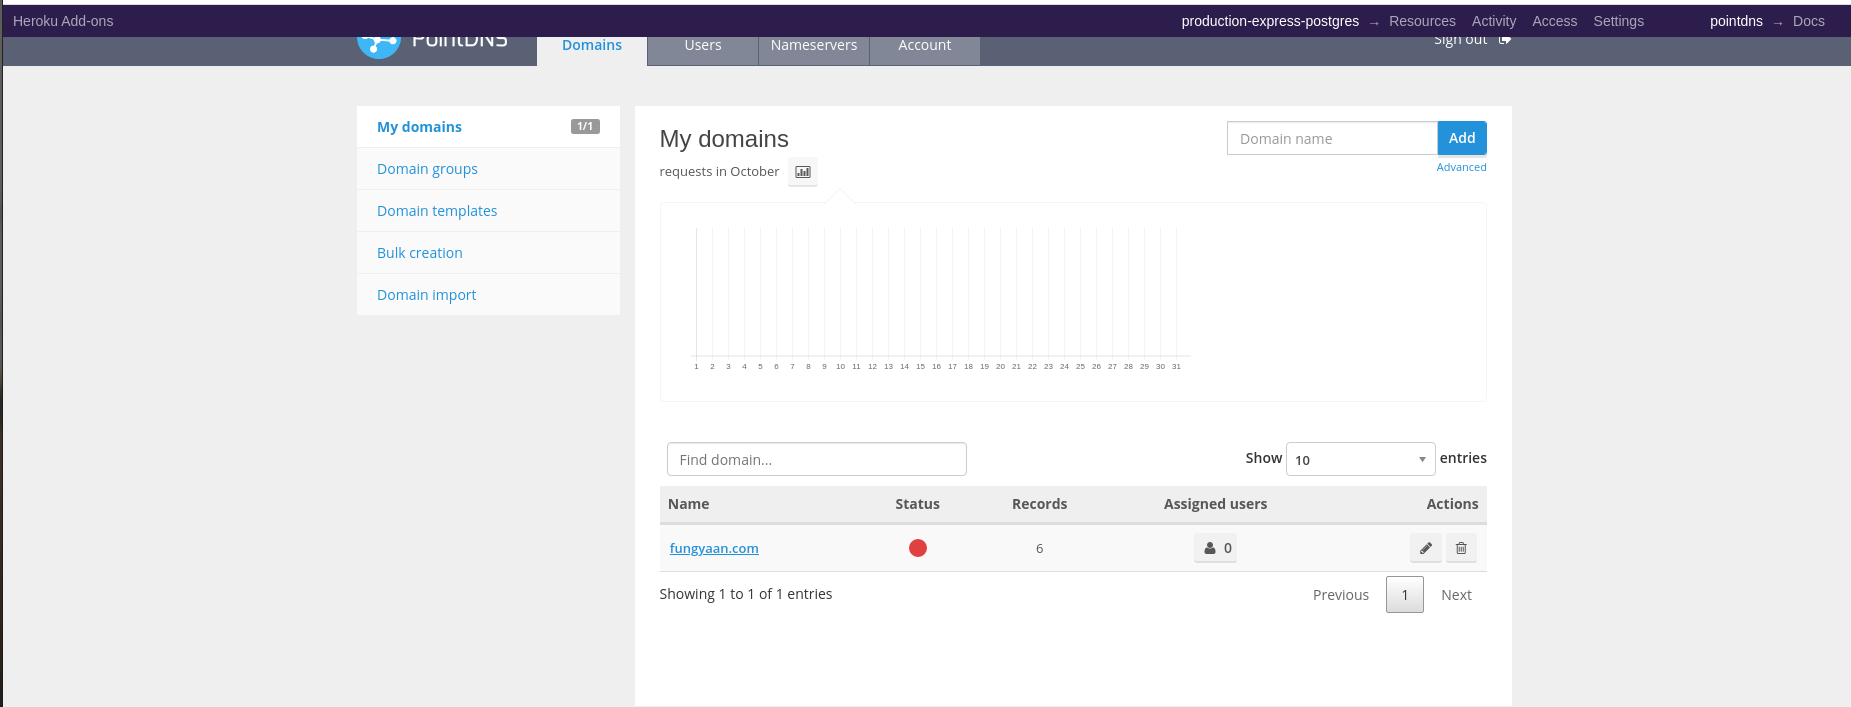 Heroku Add-ons
production-express-postgres → Resources Activity Access Settings pointdns → Docs
PointDNS Domains Users Nameservers Account Sign out
My domains 1/1
Domain groups
Domain templates
Bulk creation
Domain import
My domains
Domain name Add
requests in October
Advanced
1 2 3 4 5 6 7 8 9 10 11 12 13 14 15 16 17 18 19 20 21 22 23 24 25 26 27 28 29 30 31
Find domain...
Show 10 entries
Name Status Records Assigned users Actions
fungyaan.com 6 0
Showing 1 to 1 of 1 entries
Previous 1 Next